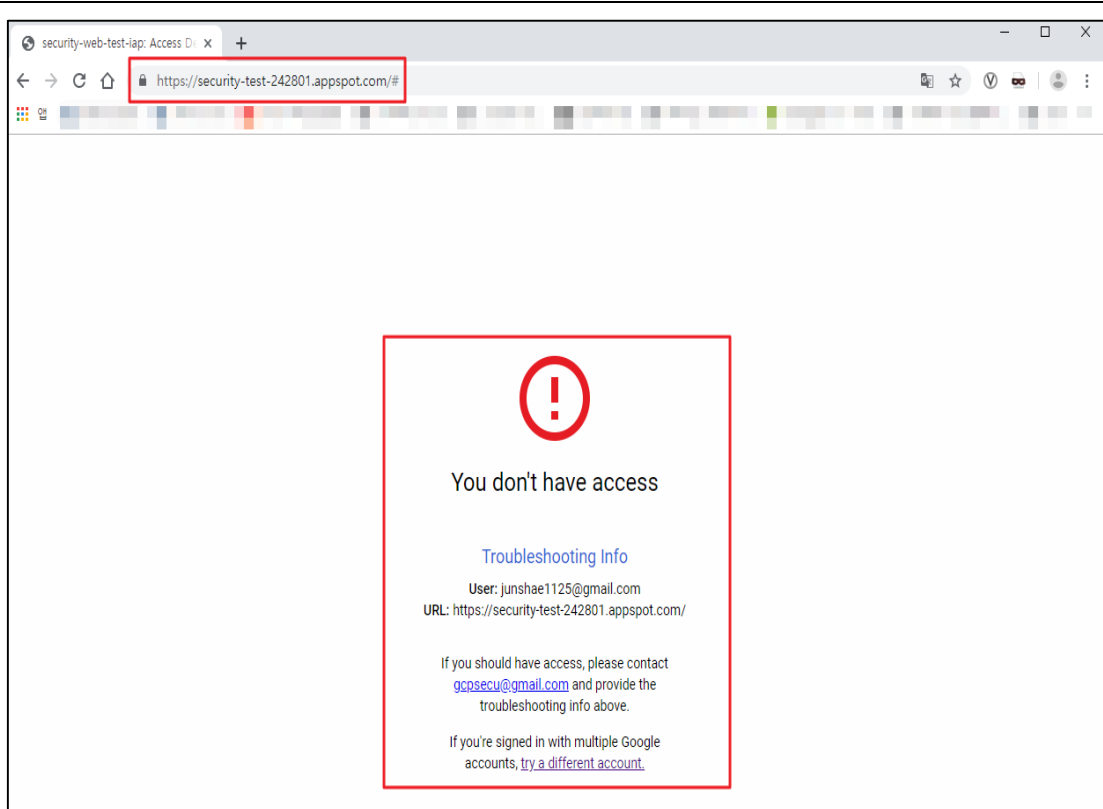 security-web-test-iap: Access D
https://security-test-242801.appspot.com/#
앱
You don't have access
Troubleshooting Info
User: junshae1125@gmail.com
URL: https://security-test-242801.appspot.com/
If you should have access, please contact
gcpsecu@gmail.com and provide the
troubleshooting info above.
If you're signed in with multiple Google
accounts, try a different account.